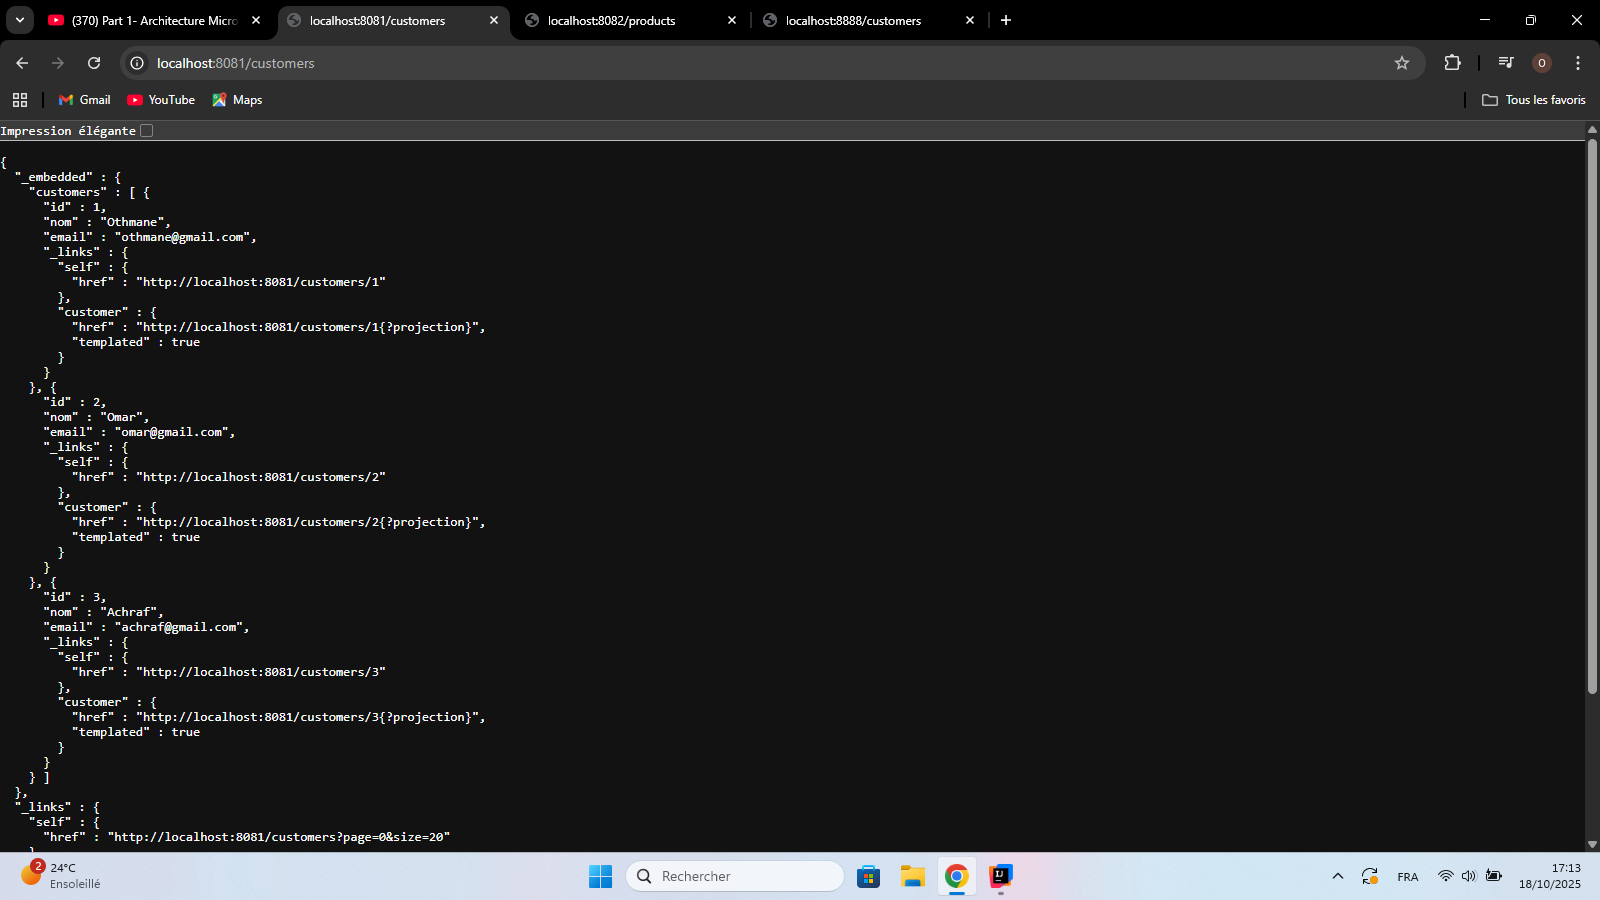 (370) Part 1- Architecture Micro
localhost:8081/customers
localhost:8082/products
localhost:8888/customers
localhost:8081/customers
O
Gmail
YouTube
Maps
Tous les favoris
Impression élégante
{
  "_embedded" : {
    "customers" : [ {
      "id" : 1,
      "nom" : "Othmane",
      "email" : "othmane@gmail.com",
      "_links" : {
        "self" : {
          "href" : "http://localhost:8081/customers/1"
        },
        "customer" : {
          "href" : "http://localhost:8081/customers/1{?projection}",
          "templated" : true
        }
      }
    }, {
      "id" : 2,
      "nom" : "Omar",
      "email" : "omar@gmail.com",
      "_links" : {
        "self" : {
          "href" : "http://localhost:8081/customers/2"
        },
        "customer" : {
          "href" : "http://localhost:8081/customers/2{?projection}",
          "templated" : true
        }
      }
    }, {
      "id" : 3,
      "nom" : "Achraf",
      "email" : "achraf@gmail.com",
      "_links" : {
        "self" : {
          "href" : "http://localhost:8081/customers/3"
        },
        "customer" : {
          "href" : "http://localhost:8081/customers/3{?projection}",
          "templated" : true
        }
      }
    } ]
  },
  "_links" : {
    "self" : {
      "href" : "http://localhost:8081/customers?page=0&size=20"
2
24°C
Ensoleillé
Rechercher
IJ
FRA
17:13
18/10/2025